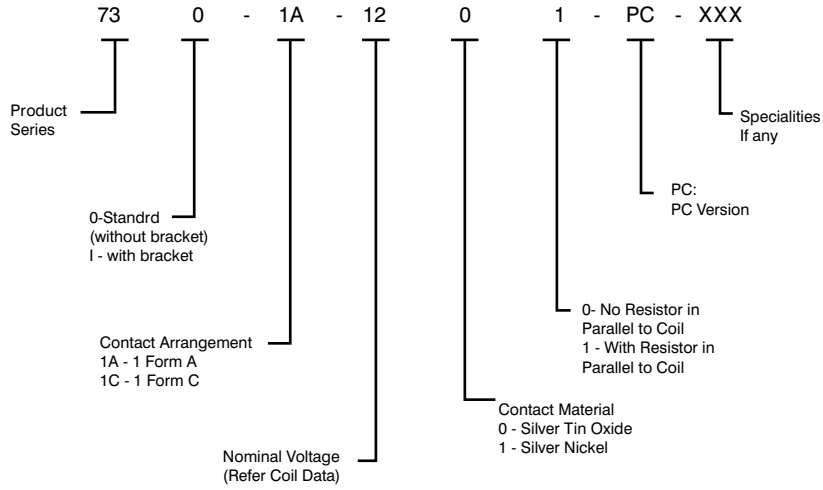 73 0 - 1A - 12 0 1 - PC - XXX
Product
Series
Specialities
If any
PC:
PC Version
0-Standrd
(without bracket)
I - with bracket
0- No Resistor in
Parallel to Coil
1 - With Resistor in
Parallel to Coil
Contact Arrangement
1A - 1 Form A
1C - 1 Form C
Contact Material
0 - Silver Tin Oxide
1 - Silver Nickel
Nominal Voltage
(Refer Coil Data)